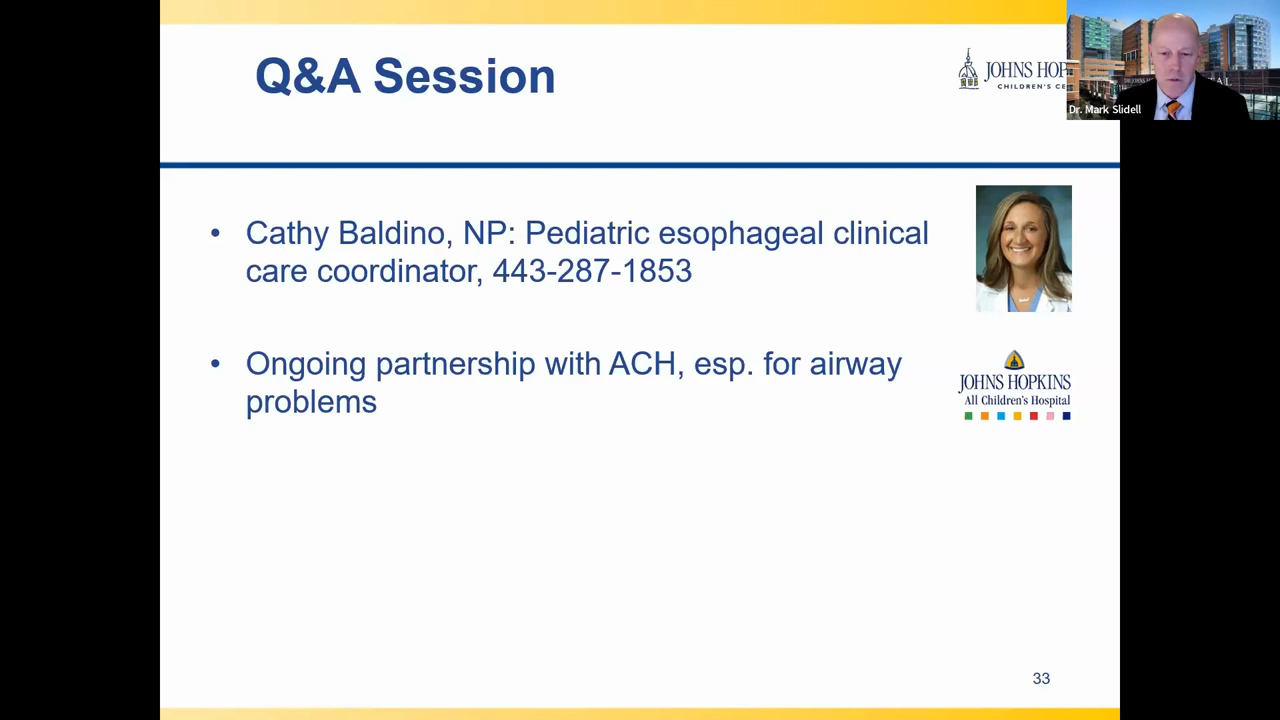 Q&A Session
JOHNS HOP
CHILDREN'S CE
Dr. Mark Slidell
• Cathy Baldino, NP: Pediatric esophageal clinical
care coordinator, 443-287-1853
• Ongoing partnership with ACH, esp. for airway
problems
JOHNS HOPKINS
All Children's Hospital
33